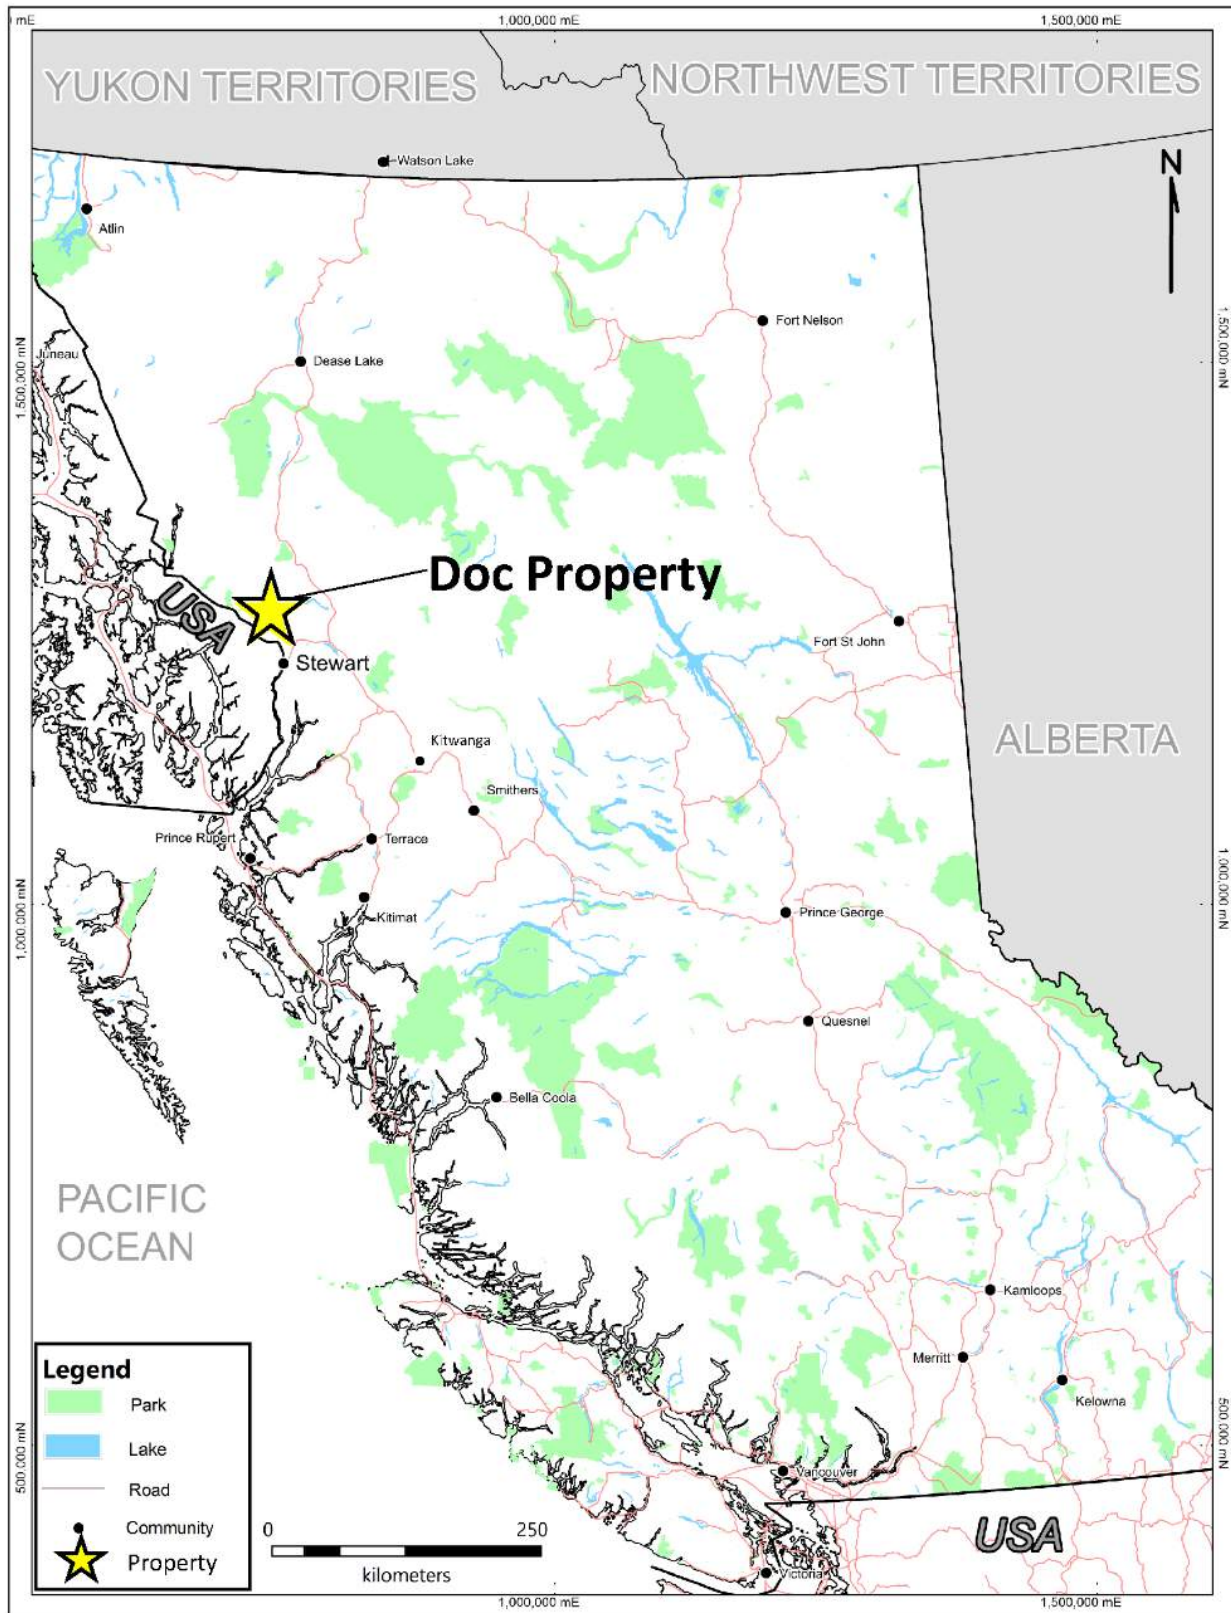 ) mE
1,000,000 mE
1,500,000 mE
YUKON TERRITORIES
NORTHWEST TERRITORIES
Watson Lake
N
Atlin
Fort Nelson
Juneau
Dease Lake
1,500,000 mN
1,500,000 mN
Doc Property
USA
Fort St John
Stewart
ALBERTA
Kitwanga
Smithers
Prince Rupert
Terrace
Kitimat
1,000,000 mN
1,000,000 mN
Prince George
Quesnel
Bella Coola
PACIFIC
OCEAN
Kamloops
Merritt
Kelowna
500,000 mN
500,000 mN
Legend
Park
Lake
Road
Community
Property
0 250
kilometers
Vancouver
USA
Victoria
1,000,000 mE
1,500,000 mE